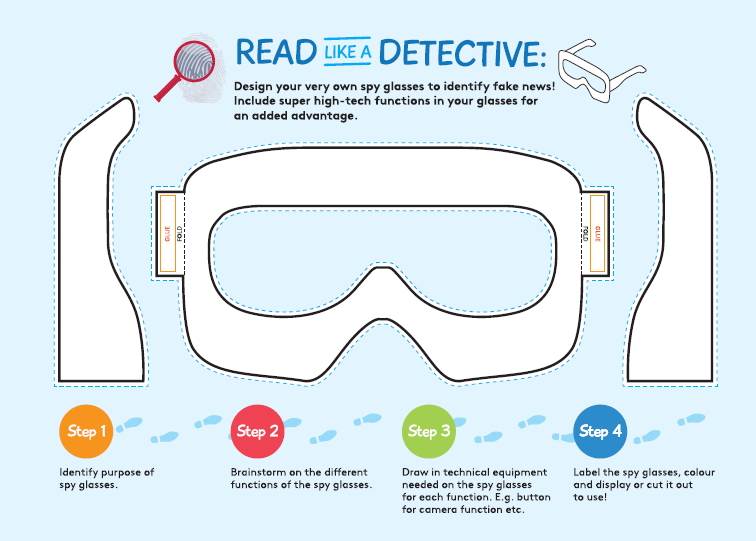 READ LIKE A DETECTIVE:
Design your very own spy glasses to identify fake news!
Include super high-tech functions in your glasses for
an added advantage.
GLUE
FOLD
FOLD
GLUE
Step 1
Identify purpose of
spy glasses.
Step 2
Brainstorm on the different
functions of the spy glasses.
Step 3
Draw in technical equipment
needed on the spy glasses
for each function. E.g. button
for camera function etc.
Step 4
Label the spy glasses, colour
and display or cut it out
to use!